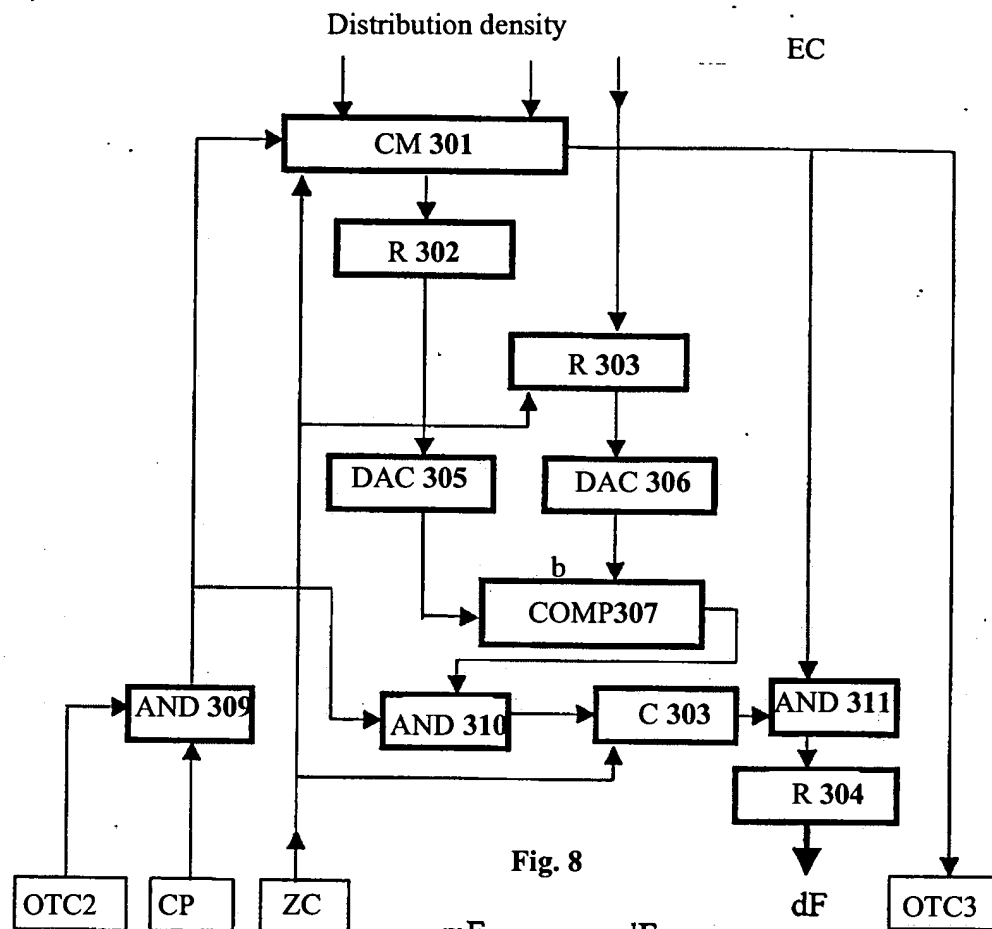 Distribution density
EC
CM 301
R 302
R 303
DAC 305
DAC 306
b
COMP307
AND 309
AND 310
C 303
AND 311
R 304
Fig. 8
OTC2
CP
ZC
dF
OTC3